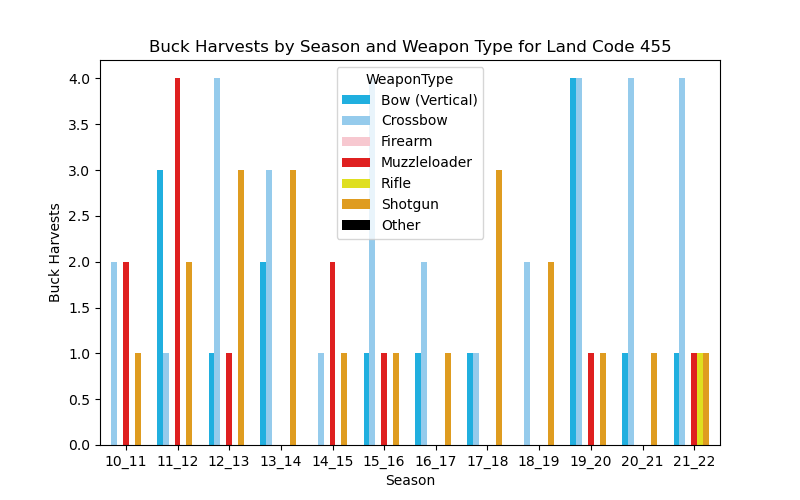 Buck Harvests by Season and Weapon Type for Land Code 455
WeaponType
Bow (Vertical)
Crossbow
Firearm
Muzzleloader
Rifle
Shotgun
Other
Buck Harvests
4.0
3.5
3.0
2.5
2.0
1.5
1.0
0.5
0.0
10_11 11_12 12_13 13_14 14_15 15_16 16_17 17_18 18_19 19_20 20_21 21_22
Season